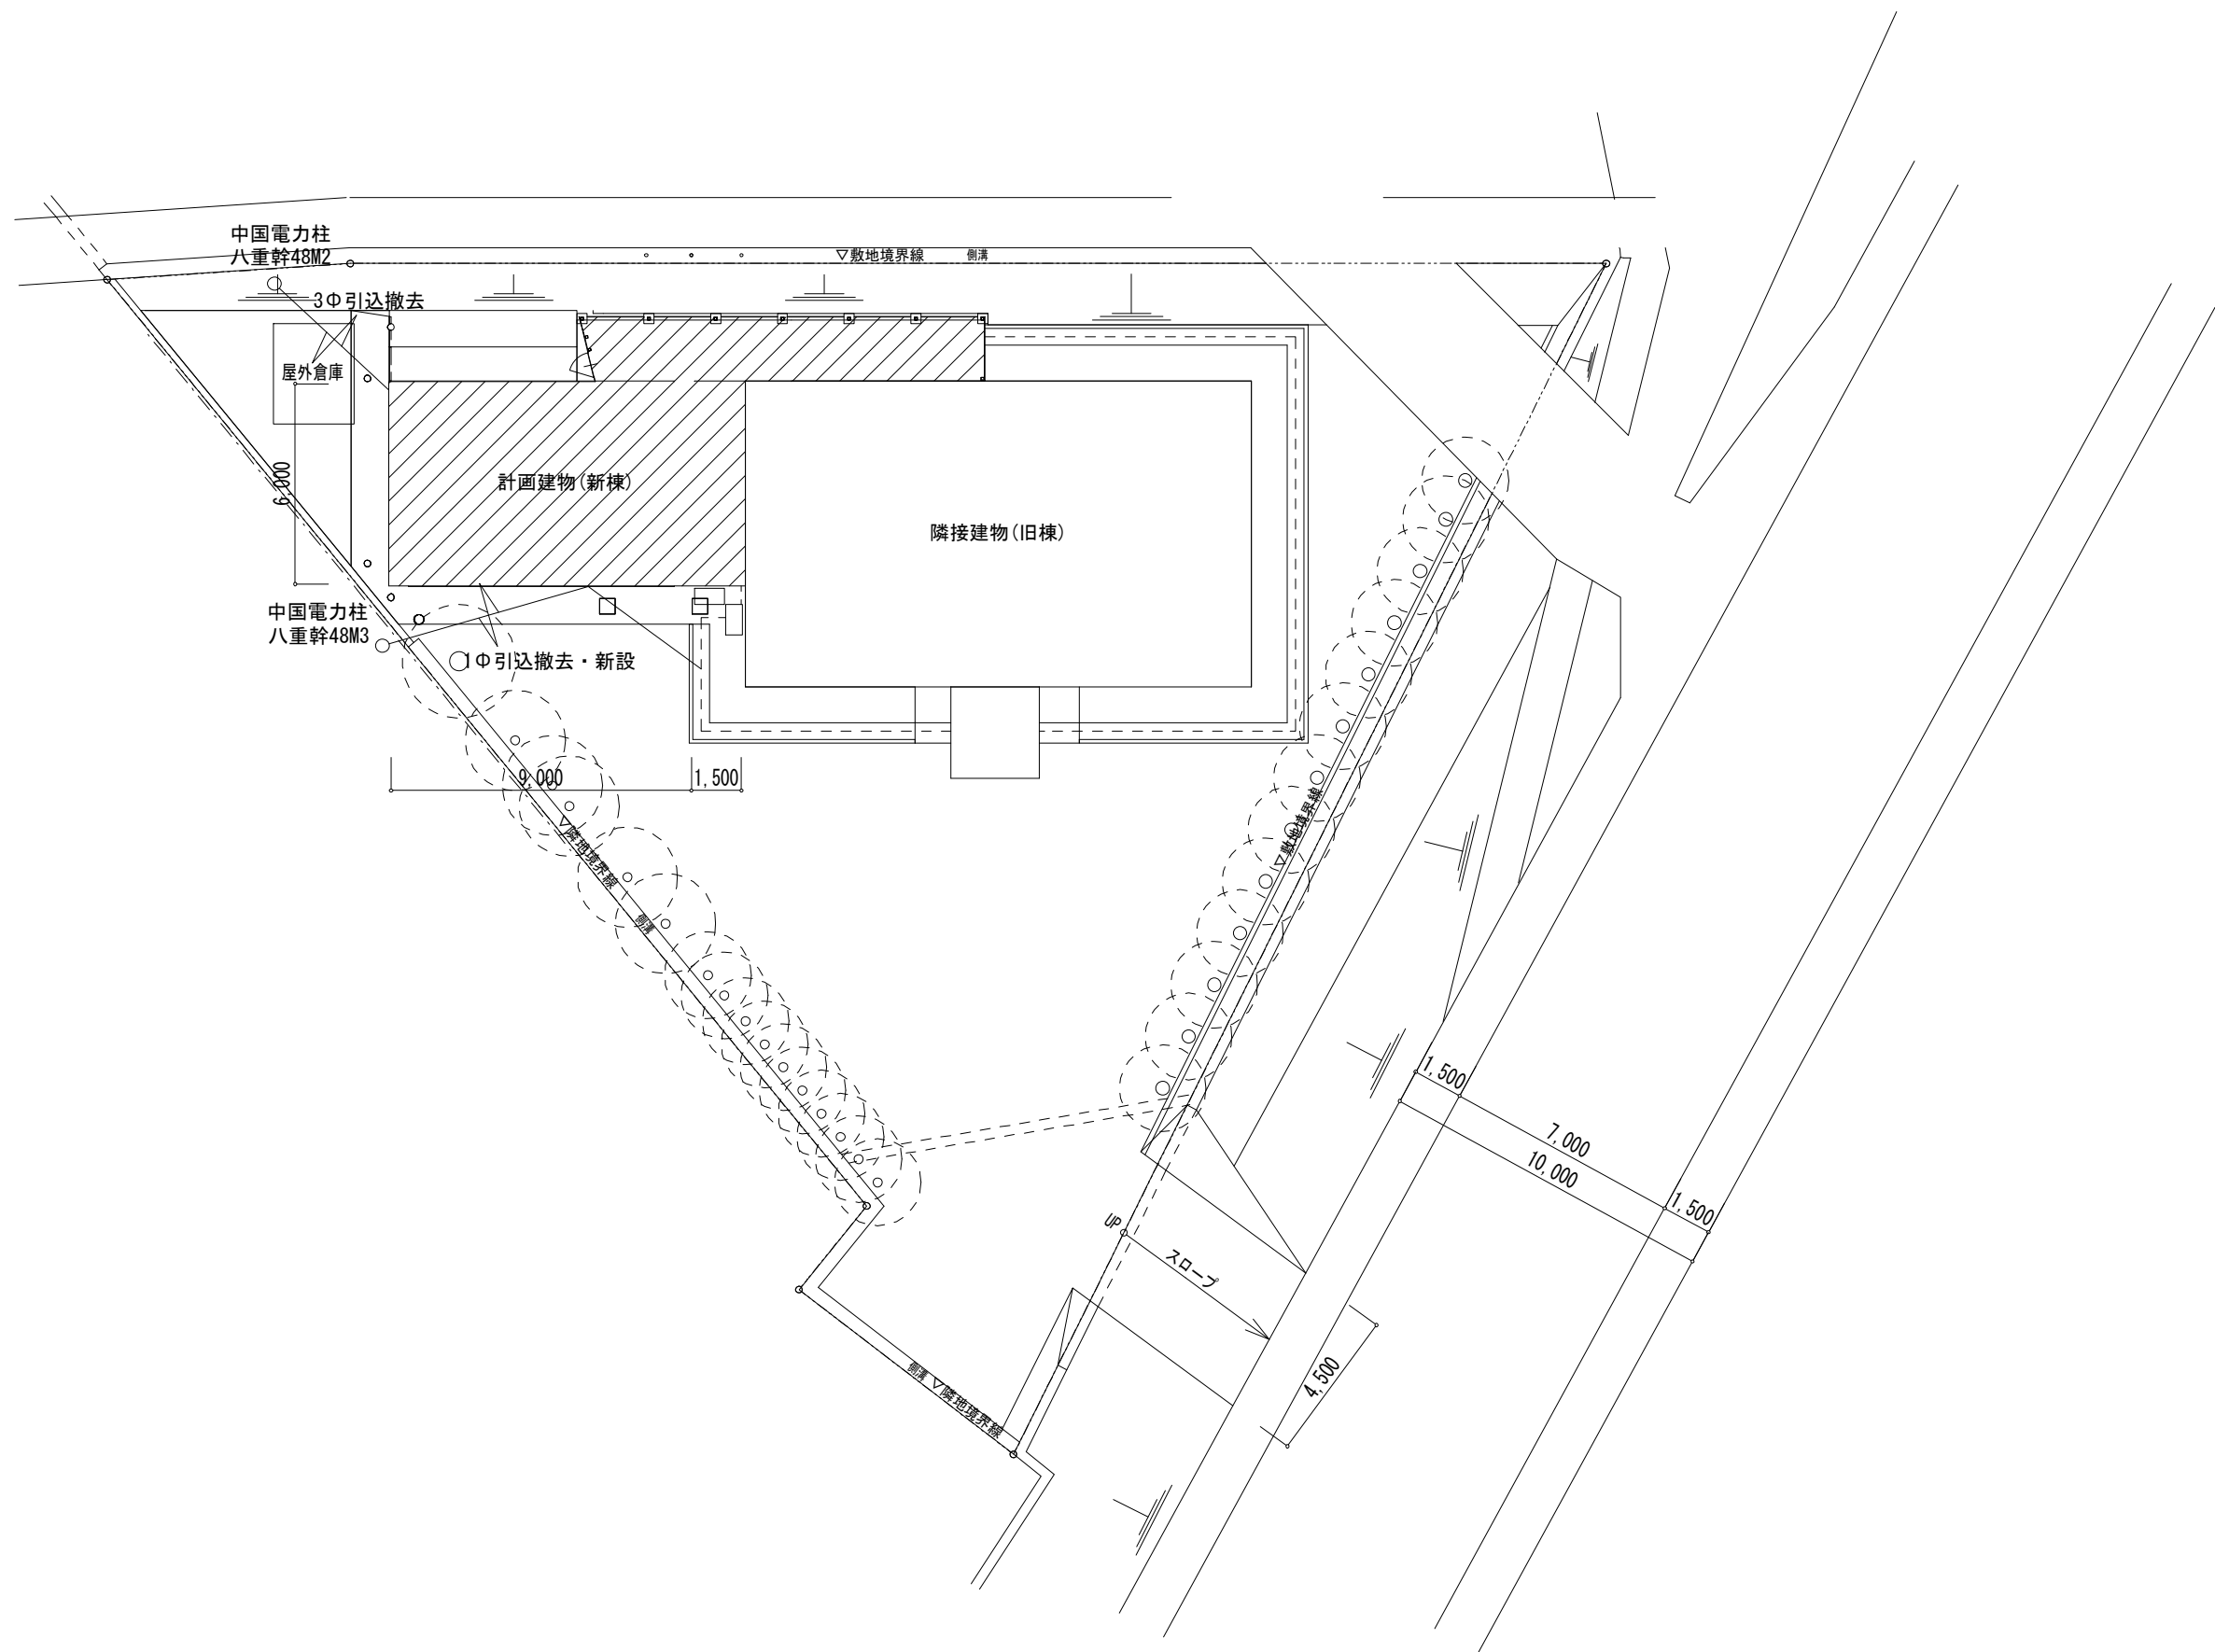 中国電力柱
八重幹48M2
▽敷地境界線
側溝
3Φ引込撤去
屋外倉庫
6,000
計画建物(新棟)
隣接建物(旧棟)
中国電力柱
八重幹48M3
1Φ引込撤去・新設
9,000
1,500
▽隣地境界線
▽敷地境界線
側溝
1,500
7,000
10,000
1,500
UP
スロープ
4,500
側溝
▽隣地境界線